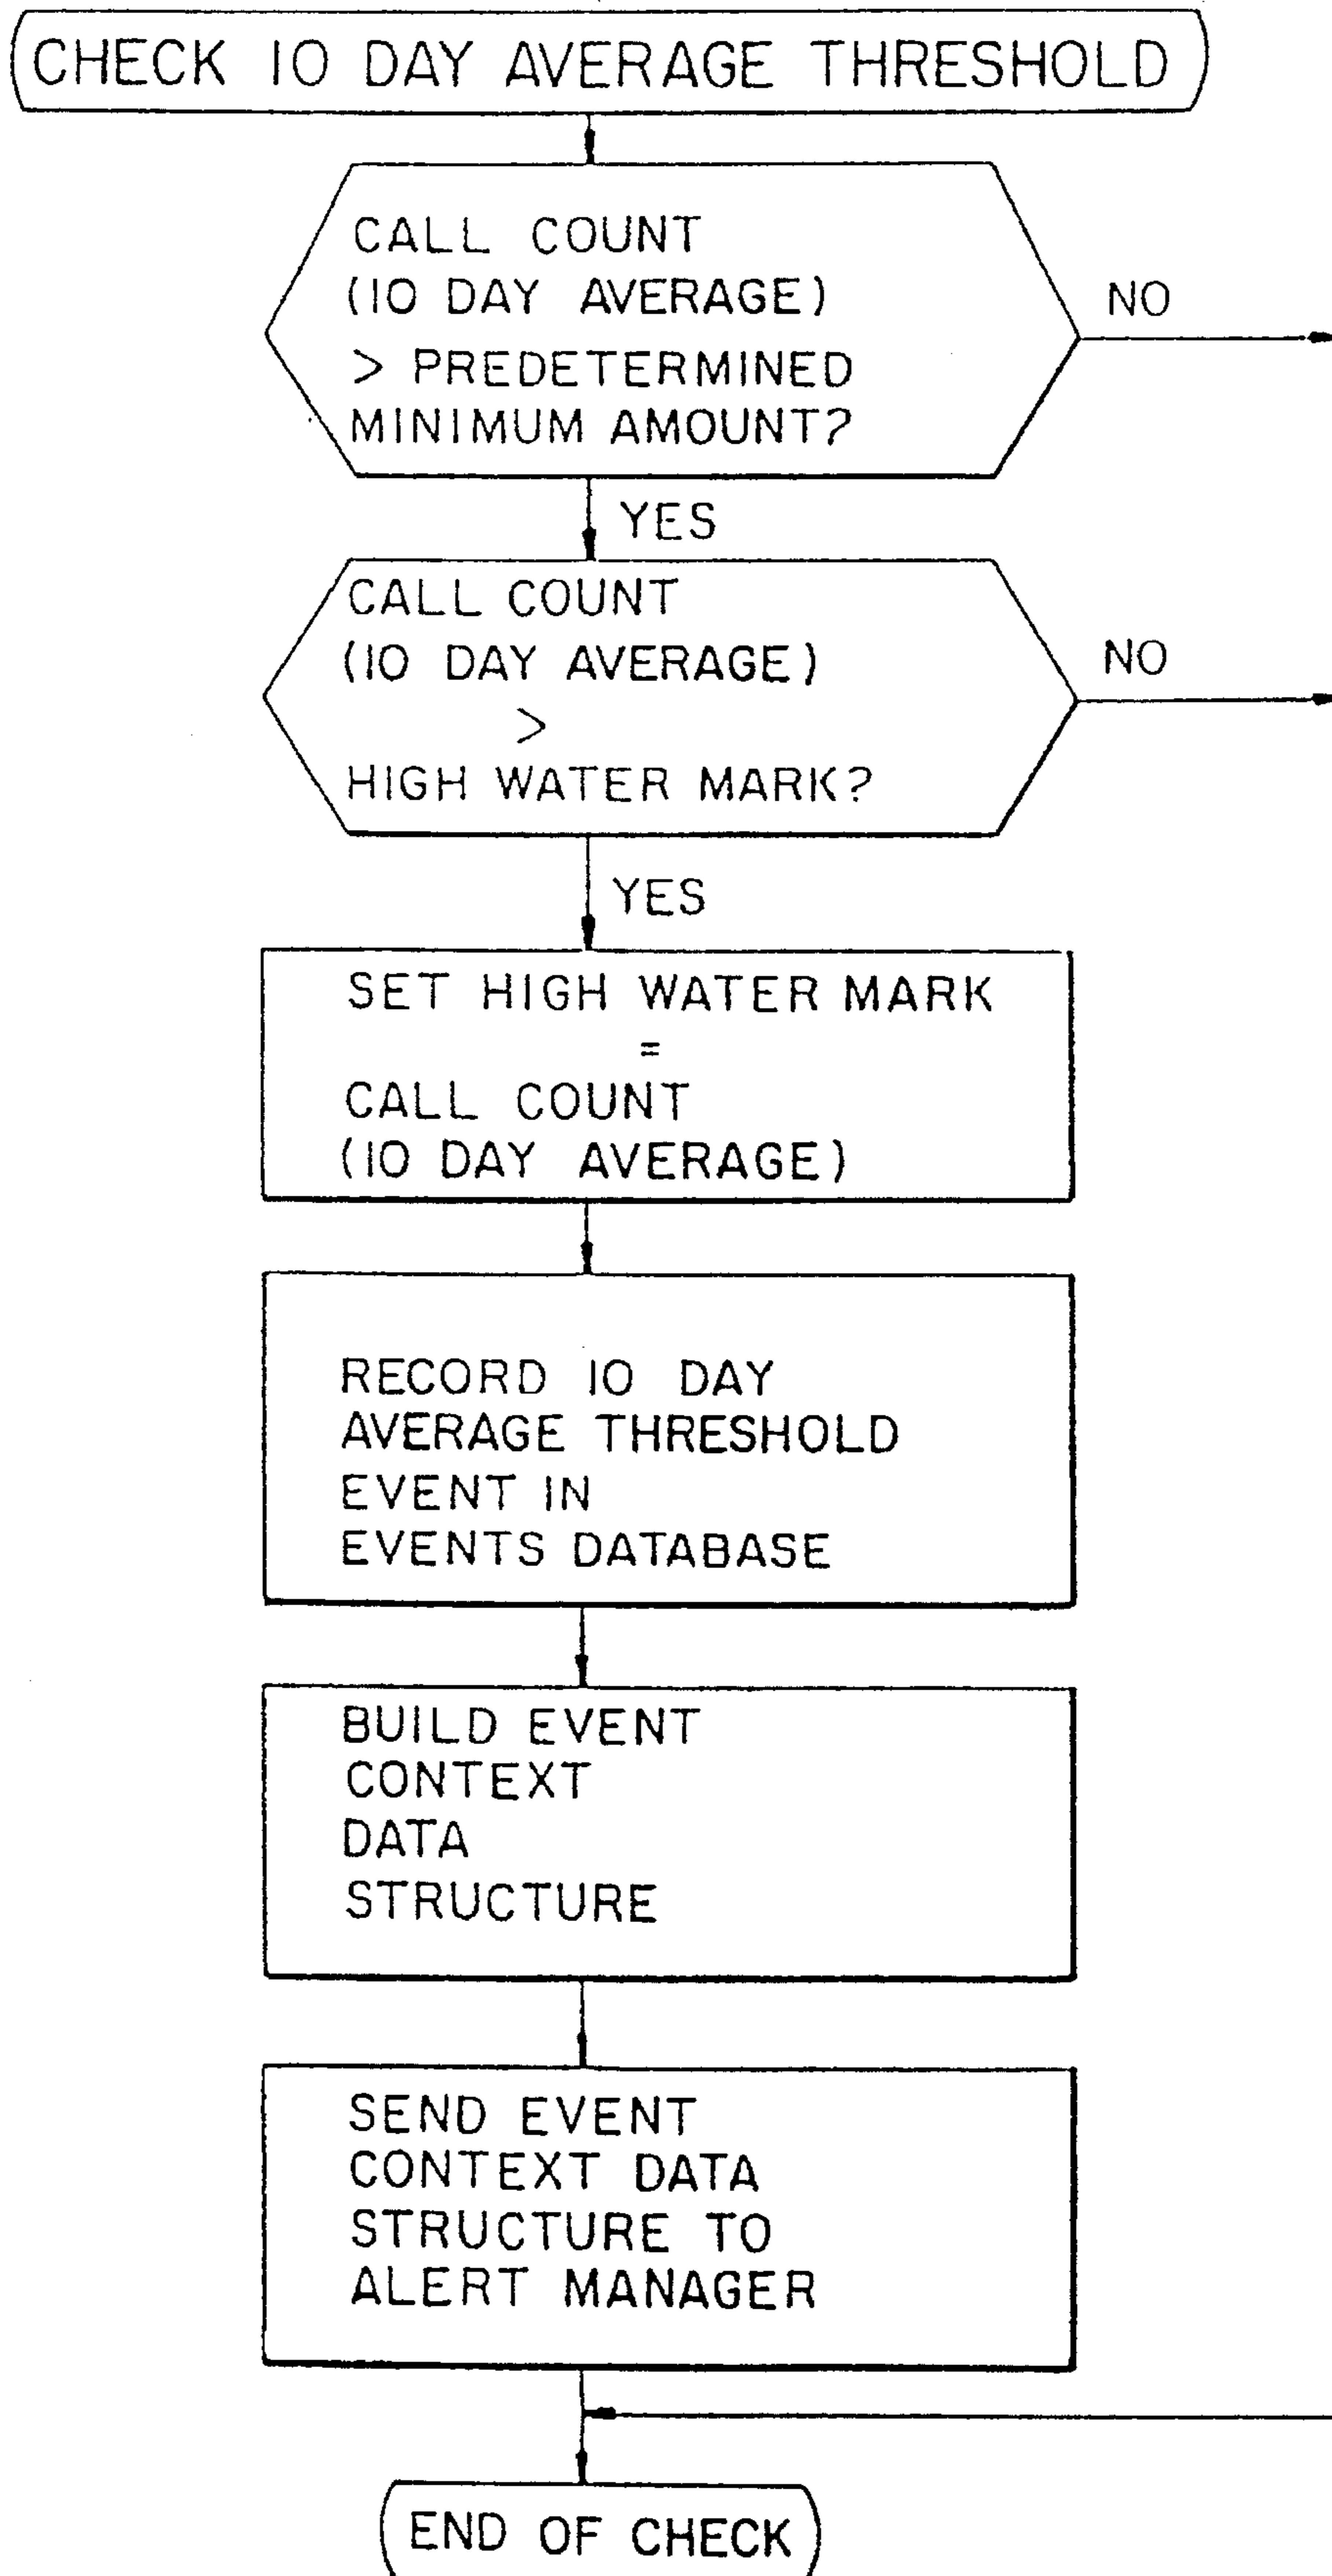 CHECK 10 DAY AVERAGE THRESHOLD
CALL COUNT
(10 DAY AVERAGE)
> PREDETERMINED
MINIMUM AMOUNT?
NO
YES
CALL COUNT
(10 DAY AVERAGE)
>
HIGH WATER MARK?
NO
YES
SET HIGH WATER MARK
=
CALL COUNT
(10 DAY AVERAGE)
RECORD 10 DAY
AVERAGE THRESHOLD
EVENT IN
EVENTS DATABASE
BUILD EVENT
CONTEXT
DATA
STRUCTURE
SEND EVENT
CONTEXT DATA
STRUCTURE TO
ALERT MANAGER
END OF CHECK